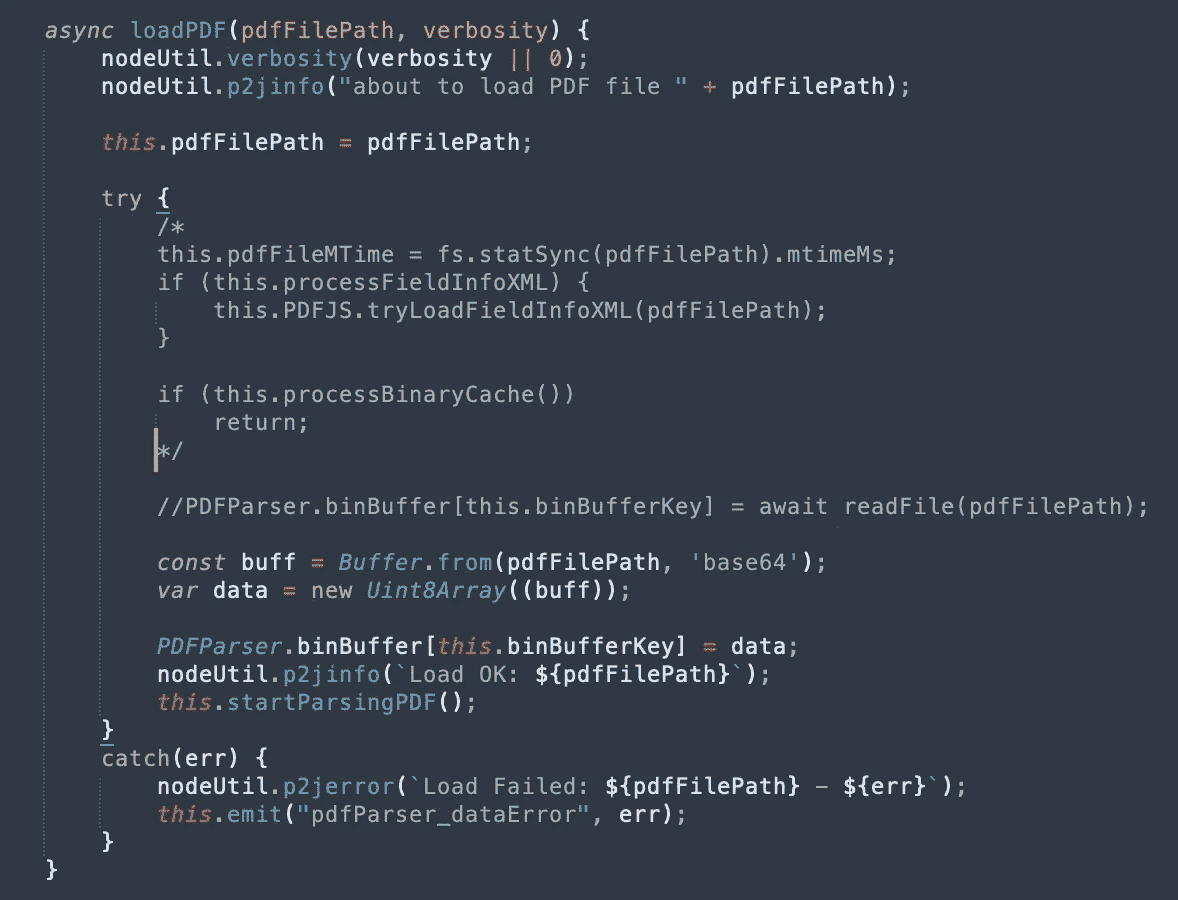 async loadPDF(pdfFilePath, verbosity) {
nodeUtil.verbosity(verbosity || 0);
nodeUtil.p2jinfo("about to load PDF file " + pdfFilePath);
this.pdfFilePath = pdfFilePath;
try {
/*
this.pdfFileMTime = fs.statSync(pdfFilePath).mtimeMs;
if (this.processFieldInfoXML) {
this.PDFJS.tryLoadFieldInfoXML(pdfFilePath);
}
if (this.processBinaryCache())
return;
*/
//PDFParser.binBuffer[this.binBufferKey] = await readFile(pdfFilePath);
const buff = Buffer.from(pdfFilePath, 'base64');
var data = new Uint8Array((buff));
PDFParser.binBuffer[this.binBufferKey] = data;
nodeUtil.p2jinfo(`Load OK: ${pdfFilePath}`);
this.startParsingPDF();
}
catch(err) {
nodeUtil.p2jerror(`Load Failed: ${pdfFilePath} – ${err}`);
this.emit("pdfParser_dataError", err);
}
}